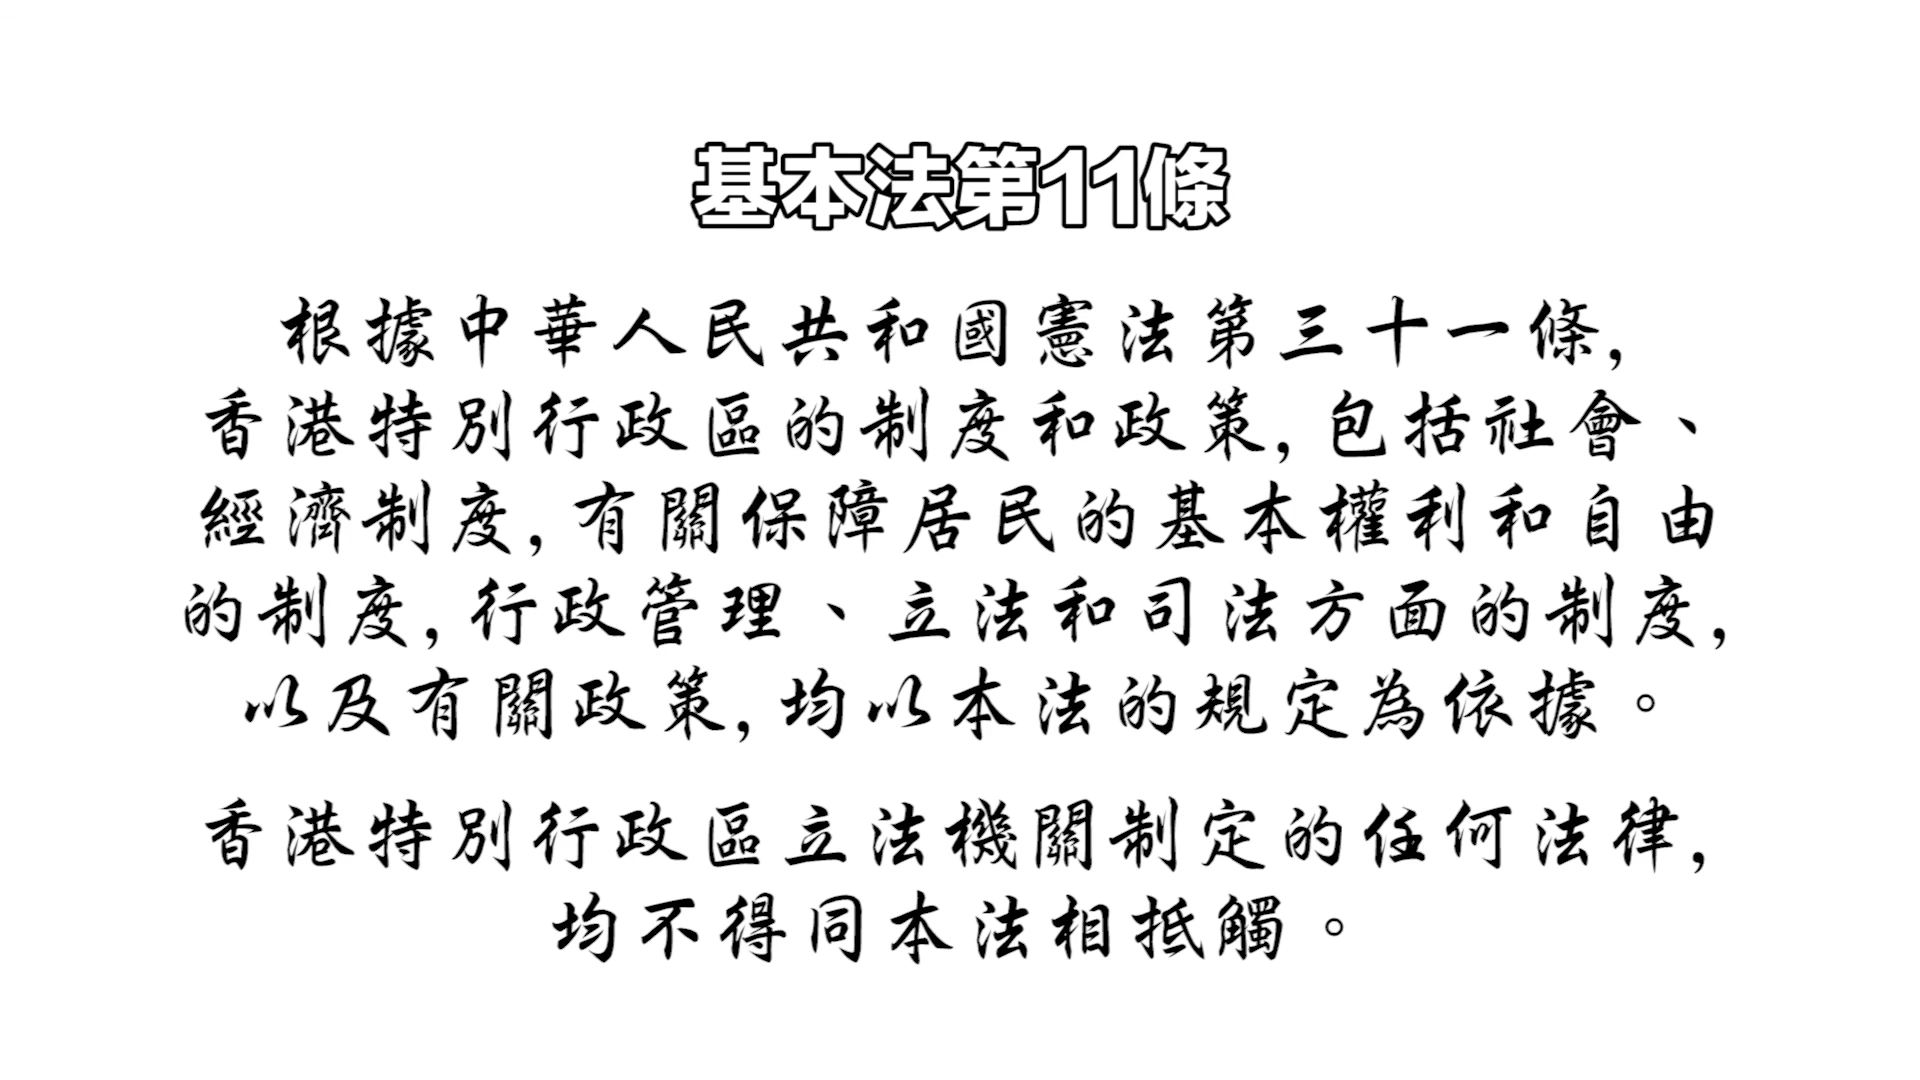 基本法第11條
根據中華人民共和國憲法第三十一條,
香港特別行政區的制度和政策,包括社會、
經濟制度,有關保障居民的基本權利和自由
的制度,行政管理、立法和司法方面的制度,
以及有關政策,均以本法的規定為依據。
香港特別行政區立法機關制定的任何法律,
均不得同本法相抵觸。